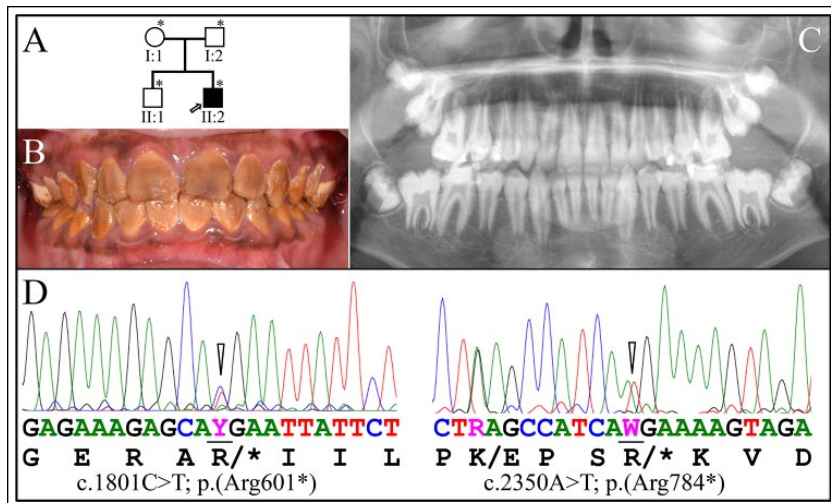 A
* *
I:1 I:2
* *
II:1 II:2
B
C
D
GAGAAAGAGCAYGAATTATTCT
G E R A R/* I I L
c.1801C>T; p.(Arg601*)
CTRAGCCATCAWGAAAAGTAGA
P K/E P S R/* K V D
c.2350A>T; p.(Arg784*)